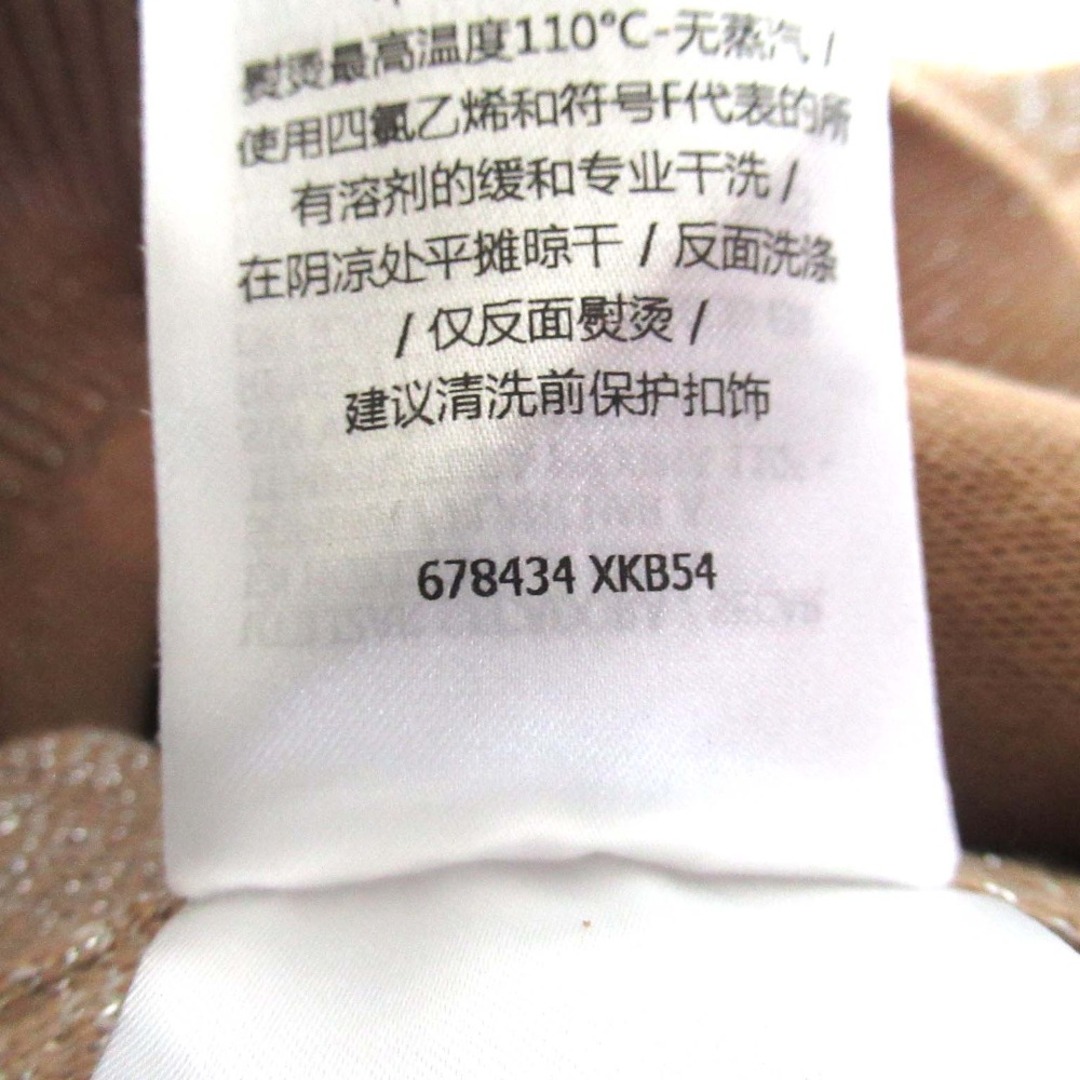 熨烫最高温度110°C-无蒸汽 /
使用四氯乙烯和符号F代表的所
有溶剂的缓和专业干洗 /
在阴凉处平摊晾干 / 反面洗涤
/ 仅反面熨烫 /
建议清洗前保护扣饰
678434 XKB54